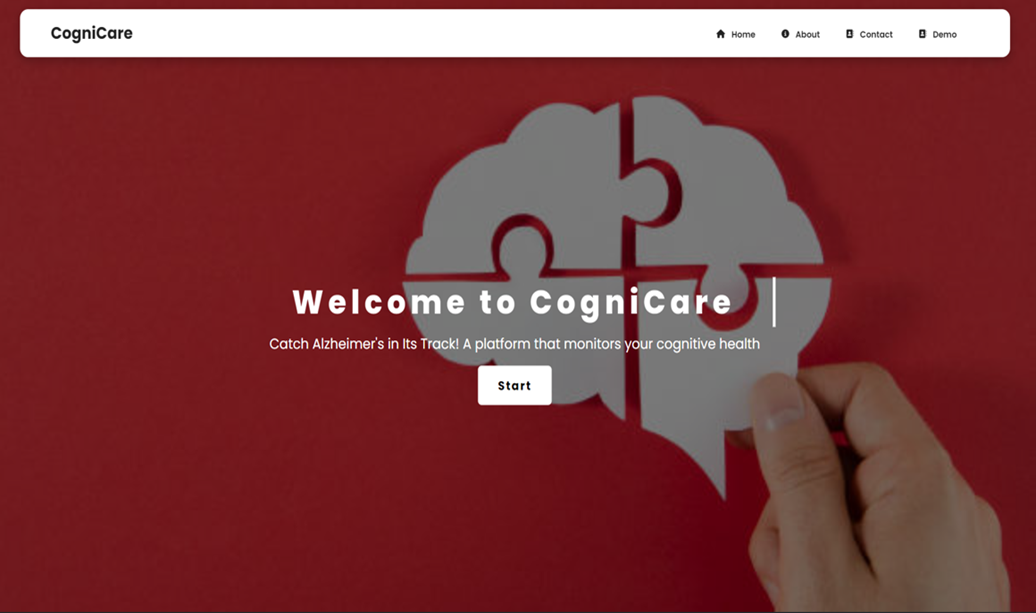 CogniCare
Home About Contact Demo
Welcome to CogniCare
Catch Alzheimer's in Its Track! A platform that monitors your cognitive health
Start